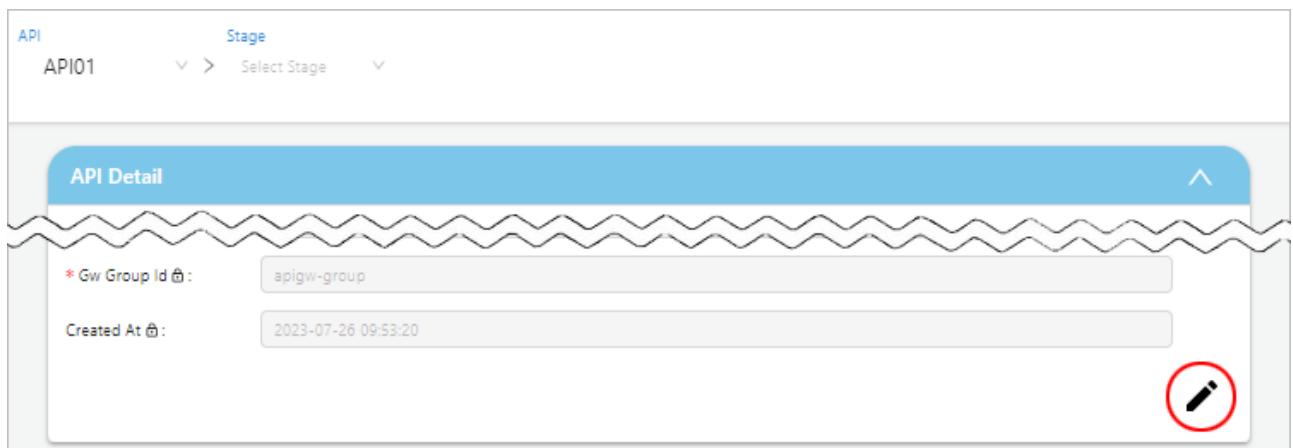 API Stage
API01 > Select Stage
API Detail
* Gw Group Id : apigw-group
Created At : 2023-07-26 09:53:20